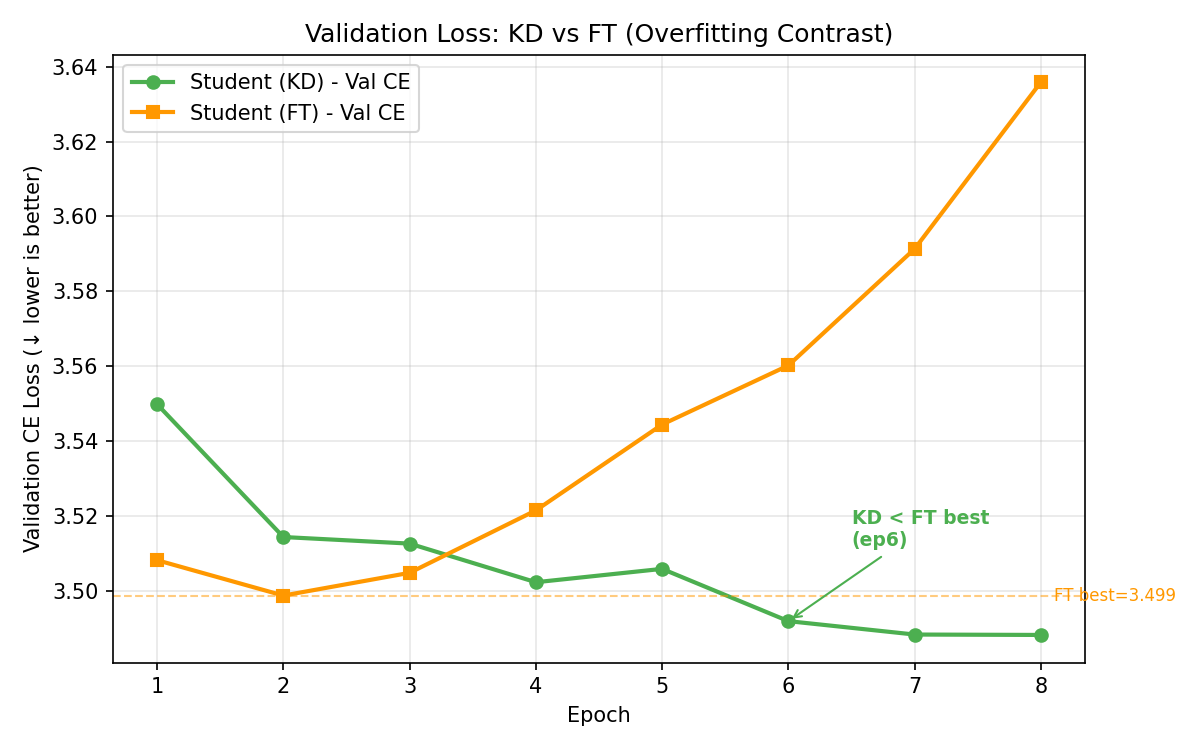 Validation Loss: KD vs FT (Overfitting Contrast)
Student (KD) - Val CE
Student (FT) - Val CE
Validation CE Loss (↓ lower is better)
3.64
3.62
3.60
3.58
3.56
3.54
3.52
3.50
KD < FT best
(ep6)
FT best=3.499
1 2 3 4 5 6 7 8
Epoch